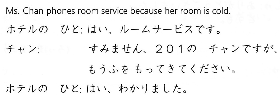 Ms. Chan phones room service because her room is cold.
ホテルの　ひと: はい、ルームサービスです。
チャン:　すみません、２０１の　チャンですが、
もうふを もってきてください。
ホテルの　ひと: はい、わかりました。